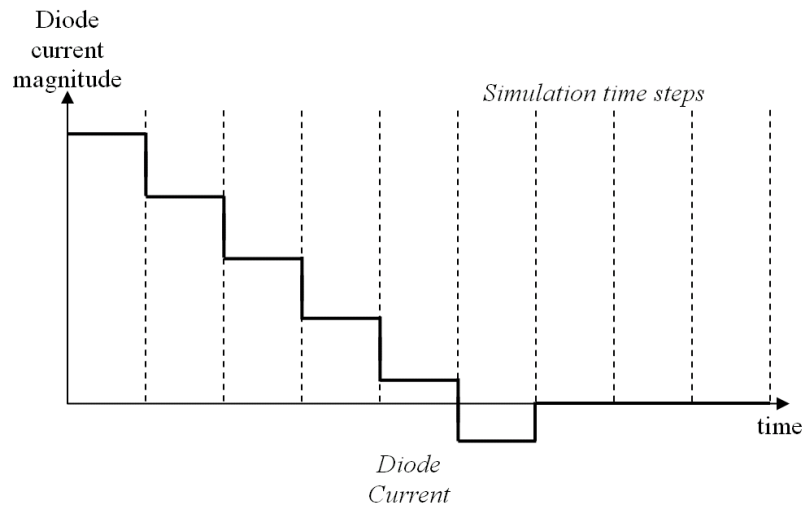 Diode
current
magnitude
Simulation time steps
time
Diode
Current